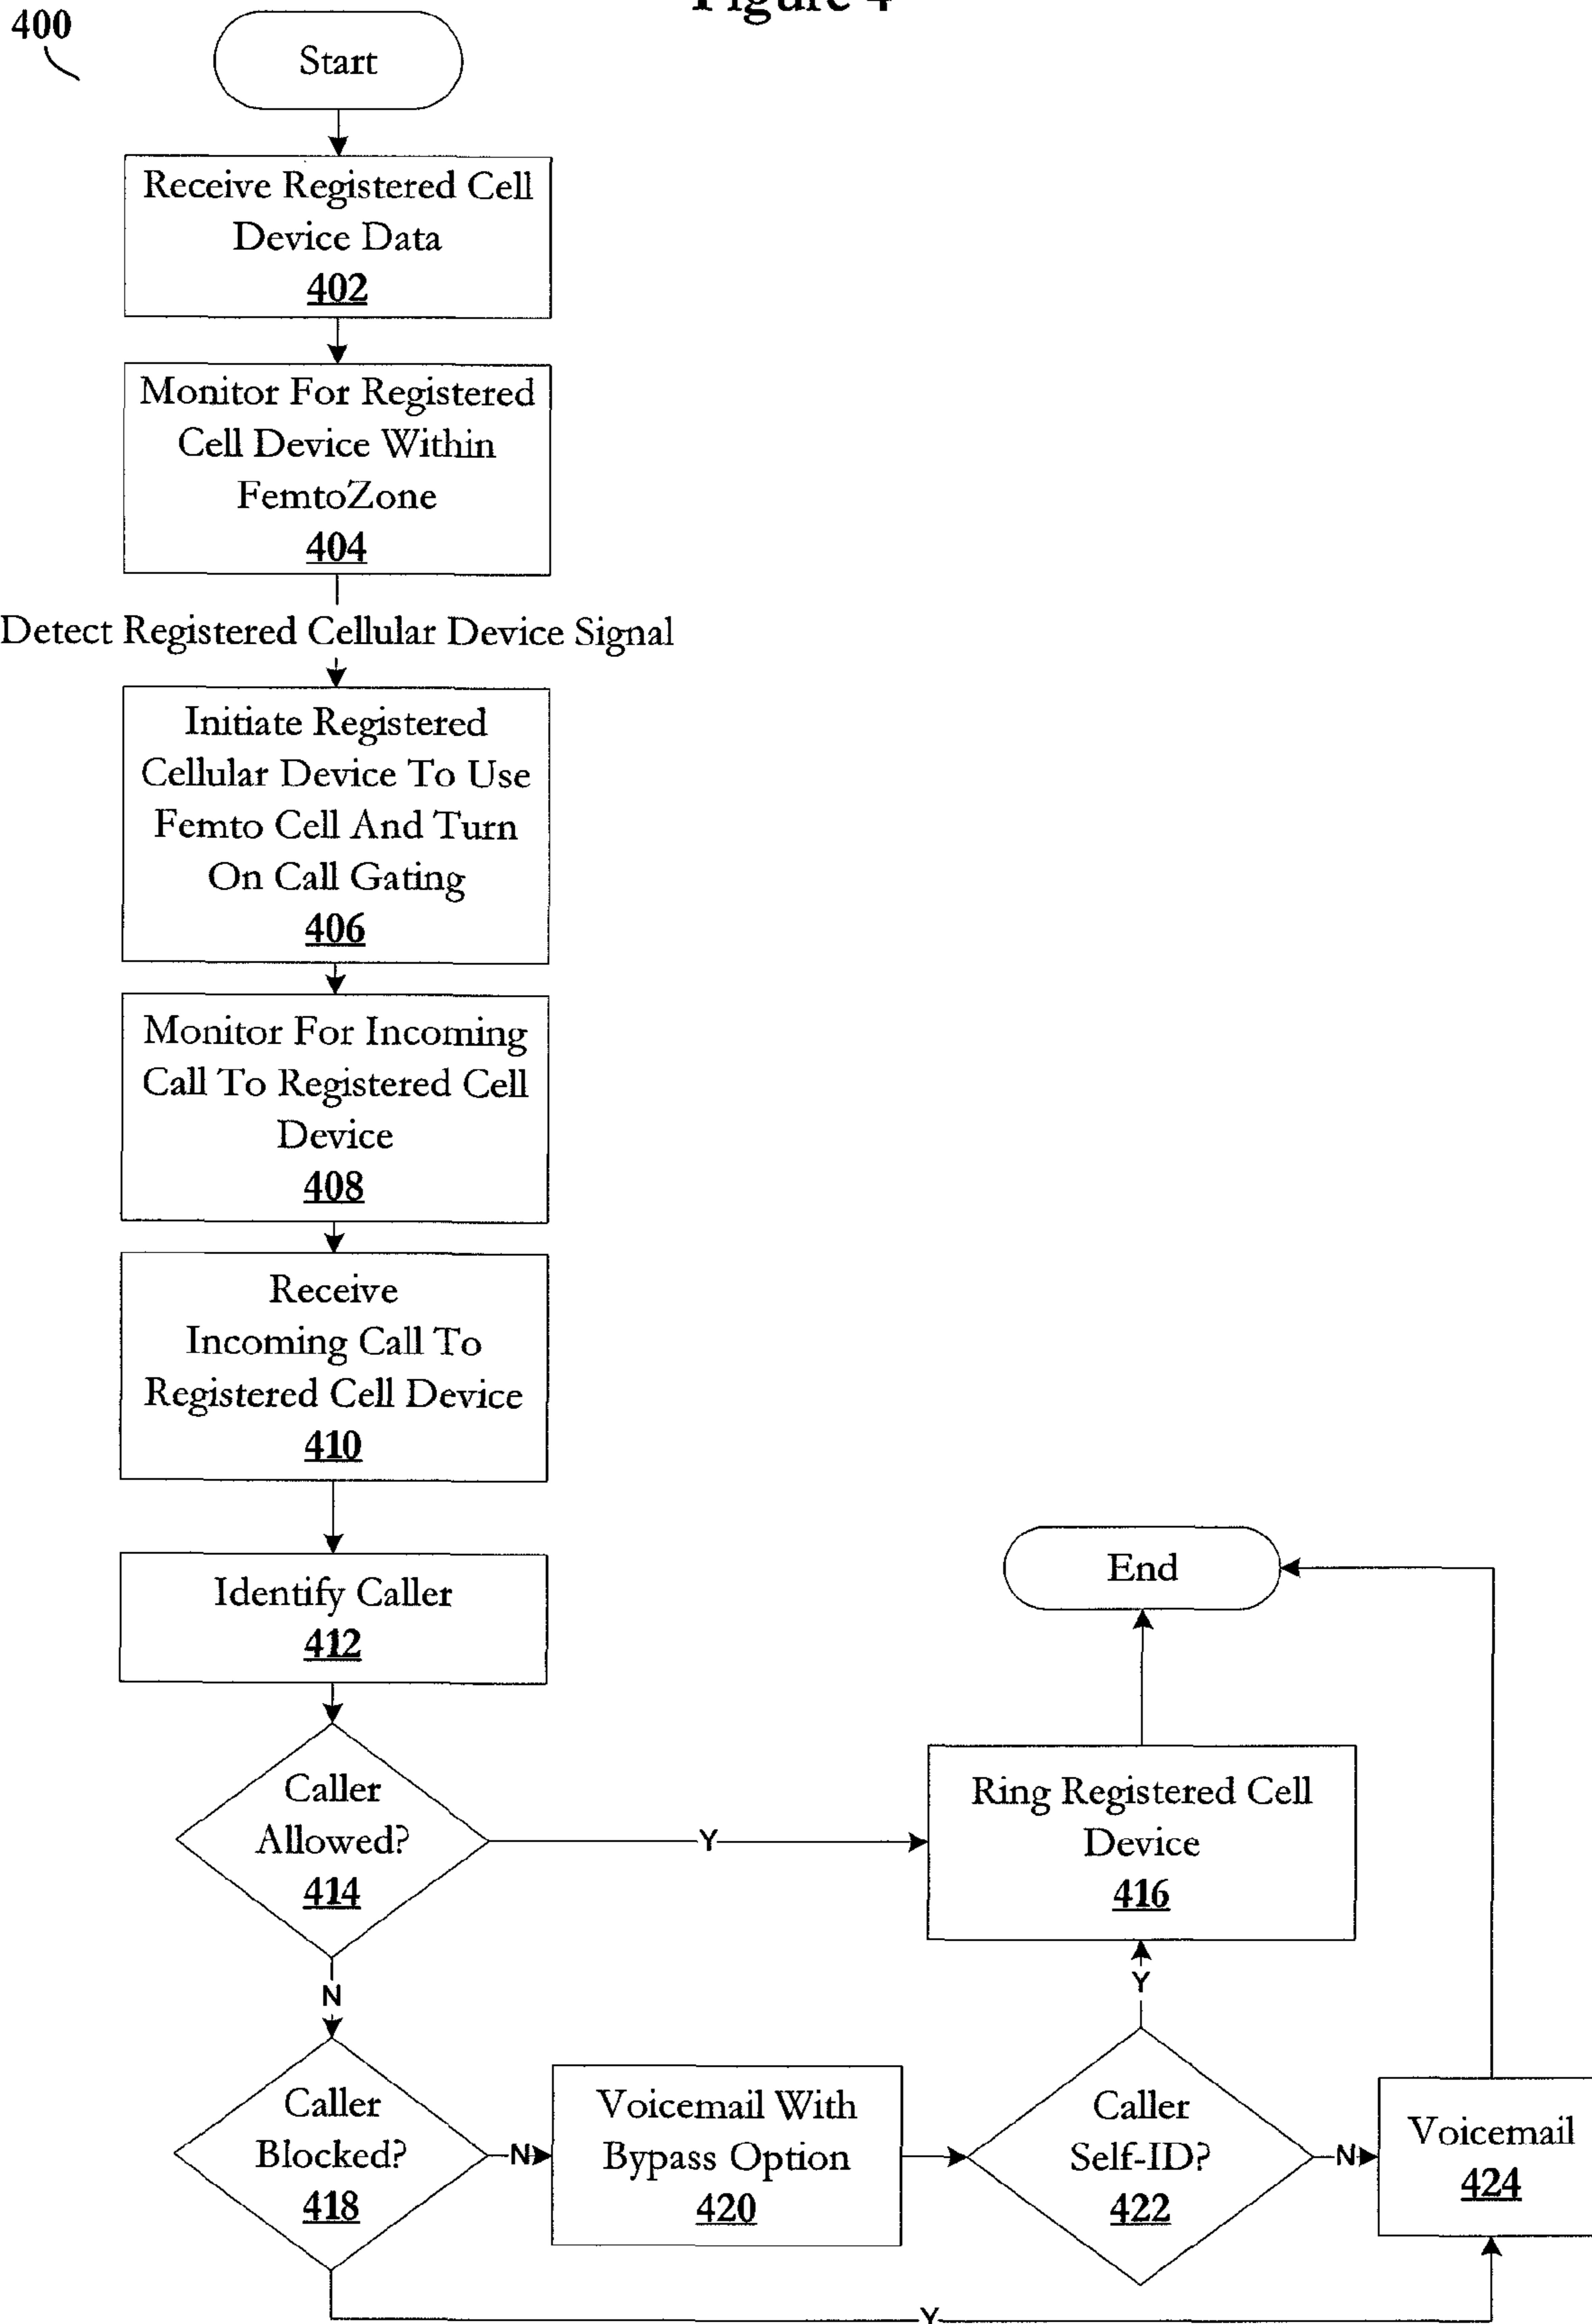 Figure 4
400
Start
Receive Registered Cell
Device Data
402
Monitor For Registered
Cell Device Within
FemtoZone
404
Detect Registered Cellular Device Signal
Initiate Registered
Cellular Device To Use
Femto Cell And Turn
On Call Gating
406
Monitor For Incoming
Call To Registered Cell
Device
408
Receive
Incoming Call To
Registered Cell Device
410
Identify Caller
412
End
Caller
Allowed?
414
Y
Ring Registered Cell
Device
416
N
Y
Caller
Blocked?
418
N
Voicemail With
Bypass Option
420
Caller
Self-ID?
422
N
Voicemail
424
Y